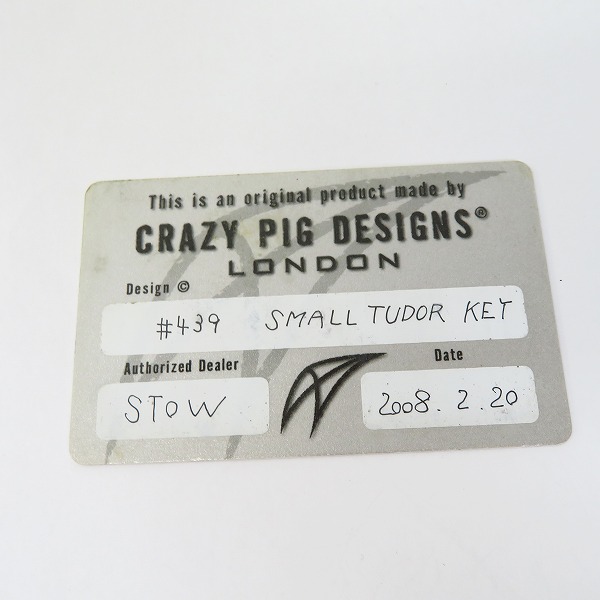 This is an original product made by
CRAZY PIG DESIGNS®
LONDON
Design ©
#439 SMALL TUDOR KEY
Authorized Dealer
Date
STOW
2008. 2. 20